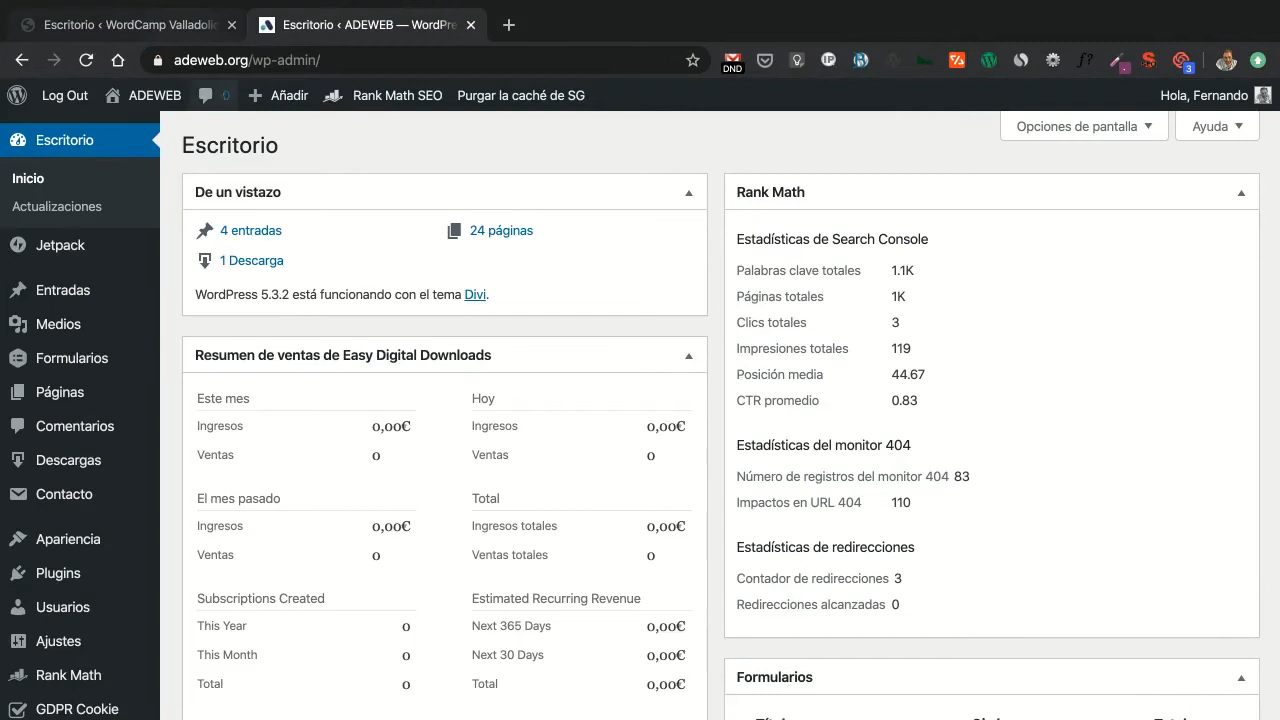 Escritorio ‹ WordCamp Valladoli
Escritorio ‹ ADEWEB — WordPre
adeweb.org/wp-admin/
DND
IP
f?
3
Log Out
ADEWEB
0
Añadir
Rank Math SEO
Purgar la caché de SG
Hola, Fernando
Escritorio
Inicio
Actualizaciones
Jetpack
Entradas
Medios
Formularios
Páginas
Comentarios
Descargas
Contacto
Apariencia
Plugins
Usuarios
Ajustes
Rank Math
GDPR Cookie
Opciones de pantalla
Ayuda
Escritorio
De un vistazo
4 entradas
24 páginas
1 Descarga
WordPress 5.3.2 está funcionando con el tema Divi.
Resumen de ventas de Easy Digital Downloads
Este mes
Ingresos 0,00€
Ventas 0
Hoy
Ingresos 0,00€
Ventas 0
El mes pasado
Ingresos 0,00€
Ventas 0
Total
Ingresos totales 0,00€
Ventas totales 0
Subscriptions Created
This Year 0
This Month 0
Total 0
Estimated Recurring Revenue
Next 365 Days 0,00€
Next 30 Days 0,00€
Total 0,00€
Rank Math
Estadísticas de Search Console
Palabras clave totales 1.1K
Páginas totales 1K
Clics totales 3
Impresiones totales 119
Posición media 44.67
CTR promedio 0.83
Estadísticas del monitor 404
Número de registros del monitor 404 83
Impactos en URL 404 110
Estadísticas de redirecciones
Contador de redirecciones 3
Redirecciones alcanzadas 0
Formularios